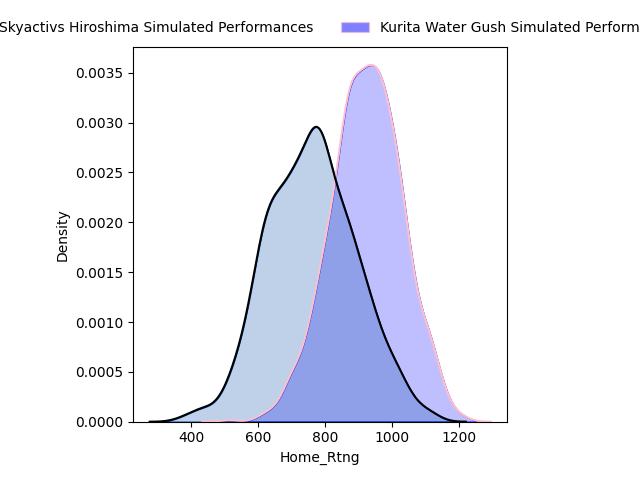 Skyactivs Hiroshima Simulated Performances Kurita Water Gush Simulated Perform
0.0035
0.0030
0.0025
0.0020
0.0015
0.0010
0.0005
0.0000
Density
400 600 800 1000 1200
Home_Rtng